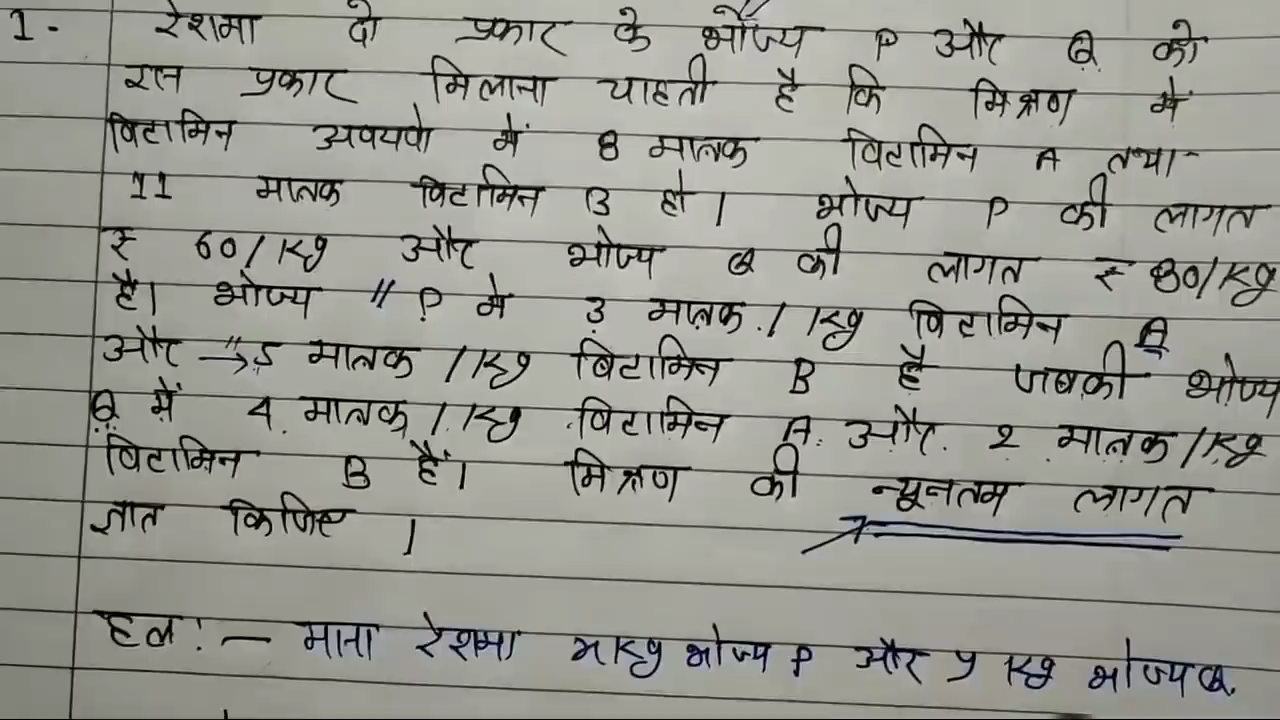 1. रेशमा दो प्रकार के भोज्य P और Q को
इस प्रकार मिलाना चाहती है कि मिश्रण में
विटामिन अवयवो में 8 मात्रक विटामिन A तथा
11 मात्रक विटामिन B हो। भोज्य P की लागत
₹ 60/Kg और भोज्य Q की लागत ₹ 80/Kg
है। भोज्य P में 3 मात्रक / Kg विटामिन A
और 5 मात्रक /Kg विटामिन B है जबकी भोज्य
Q में 4 मात्रक / Kg विटामिन A और 2 मात्रक /Kg
विटामिन B हैं। मिश्रण की न्यूनतम लागत
ज्ञात किजिए ।
हल :- माना रेशमा x Kg भोज्य P और y Kg भोज्य Q